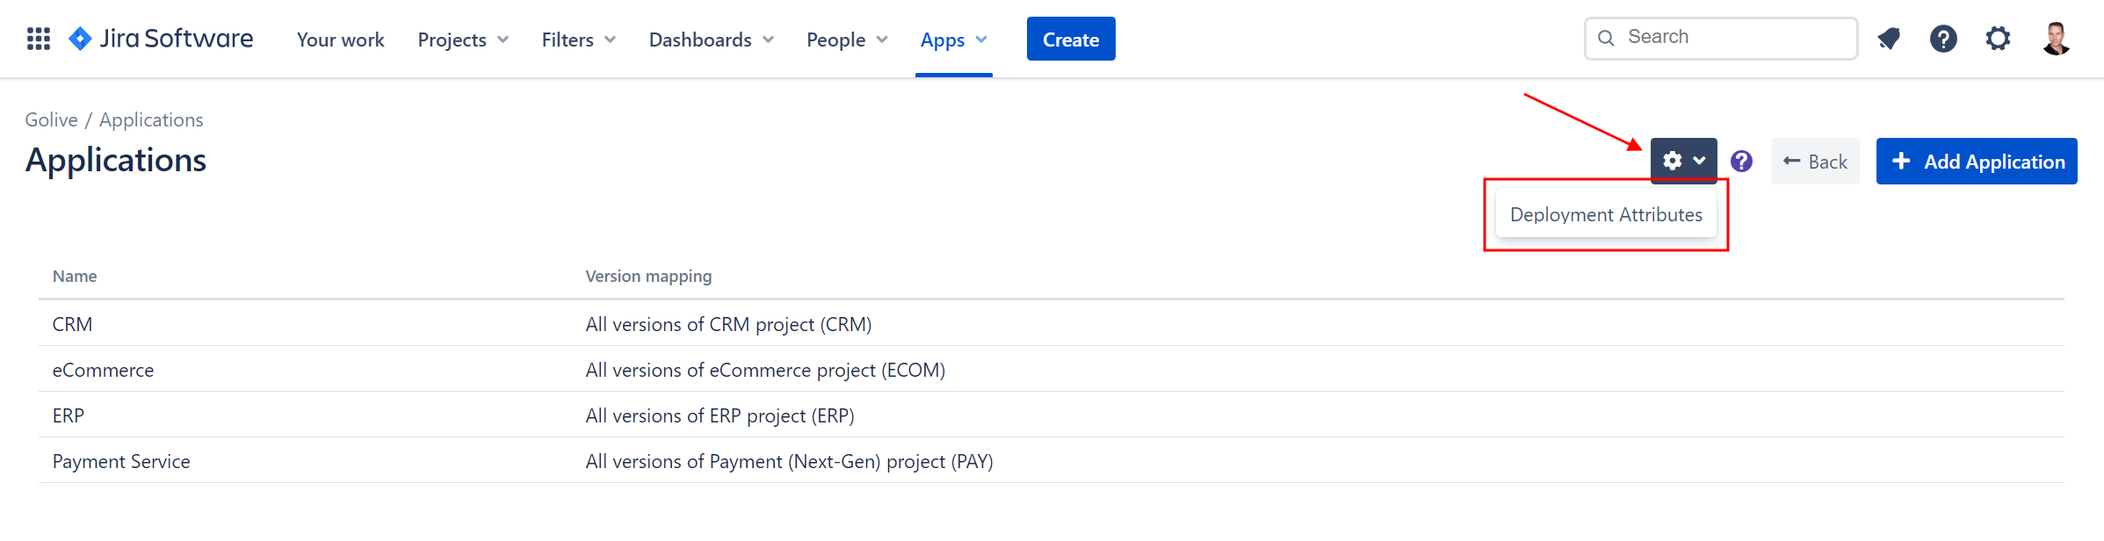 Jira Software Your work Projects Filters Dashboards People Apps Create Search
Golive / Applications
Applications
Back
Add Application
Deployment Attributes
Name Version mapping
CRM All versions of CRM project (CRM)
eCommerce All versions of eCommerce project (ECOM)
ERP All versions of ERP project (ERP)
Payment Service All versions of Payment (Next-Gen) project (PAY)